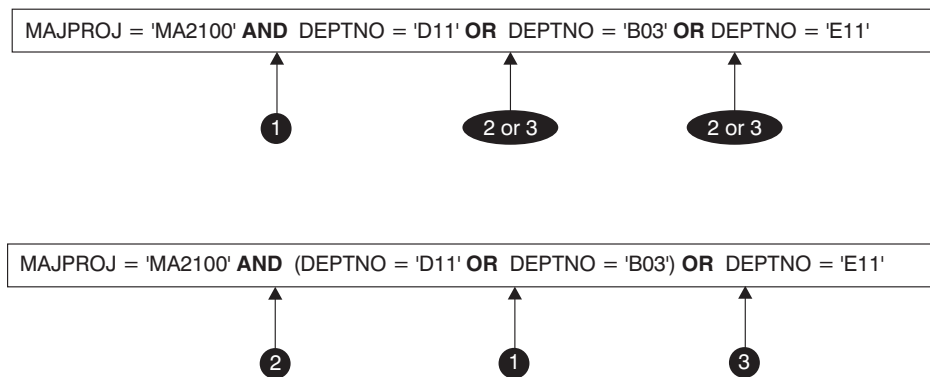 MAJPROJ = 'MA2100' AND DEPTNO = 'D11' OR DEPTNO = 'B03' OR DEPTNO = 'E11'
1 2 or 3 2 or 3
MAJPROJ = 'MA2100' AND (DEPTNO = 'D11' OR DEPTNO = 'B03') OR DEPTNO = 'E11'
2 1 3